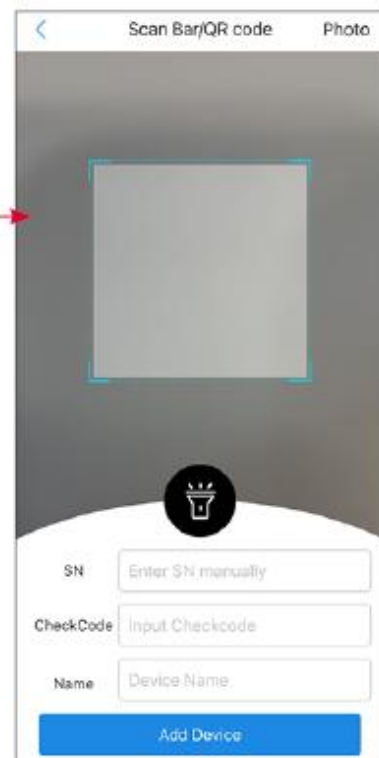 Scan Bar/QR code Photo
SN Enter SN manually
CheckCode Input Checkcode
Name Device Name
Add Device